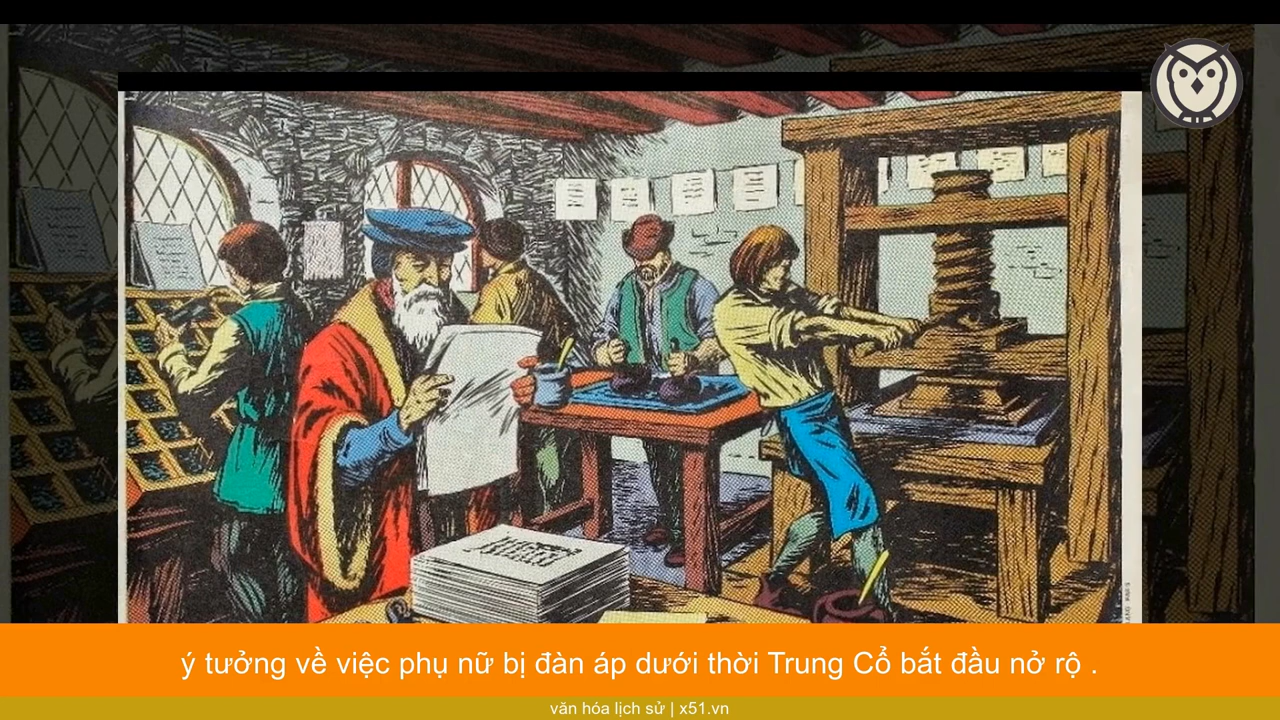 ý tưởng về việc phụ nữ bị đàn áp dưới thời Trung Cổ bắt đầu nở rộ .
văn hóa lịch sử | x51.vn